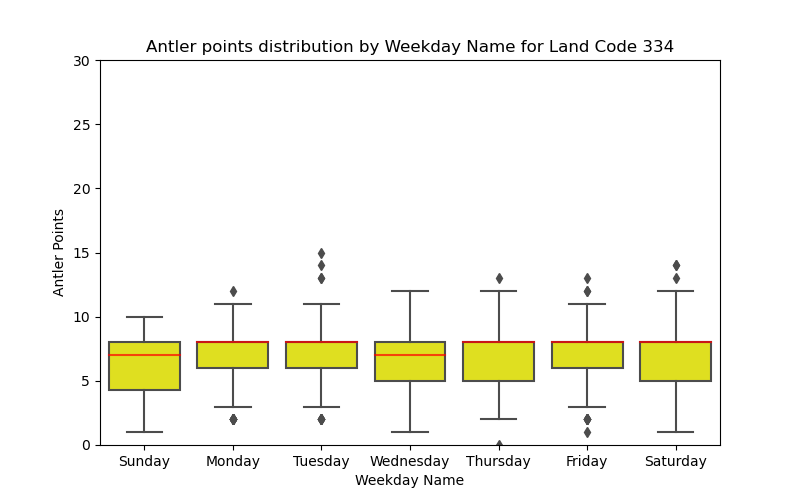 Antler points distribution by Weekday Name for Land Code 334
30
25
20
15
10
5
0
Antler Points
Sunday Monday Tuesday Wednesday Thursday Friday Saturday
Weekday Name